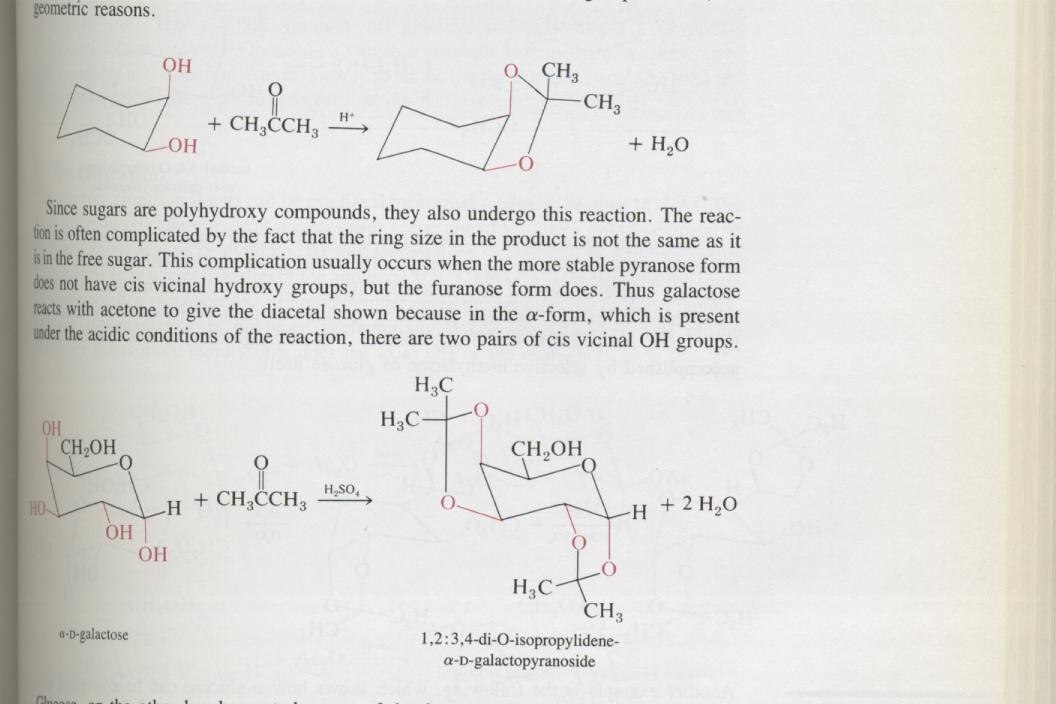 geometric reasons.
OH
OH
+ CH₃CCH₃
O
H⁺
O
CH₃
CH₃
O
+ H₂O
Since sugars are polyhydroxy compounds, they also undergo this reaction. The reac-
tion is often complicated by the fact that the ring size in the product is not the same as it
is in the free sugar. This complication usually occurs when the more stable pyranose form
does not have cis vicinal hydroxy groups, but the furanose form does. Thus galactose
reacts with acetone to give the diacetal shown because in the α-form, which is present
under the acidic conditions of the reaction, there are two pairs of cis vicinal OH groups.
OH
CH₂OH
O
HO
H
OH
OH
+ CH₃CCH₃
O
H₂SO₄
H₃C
H₃C
O
CH₂OH
O
O
H
O
O
H₃C
CH₃
+ 2 H₂O
α-D-galactose
1,2:3,4-di-O-isopropylidene-
α-D-galactopyranoside